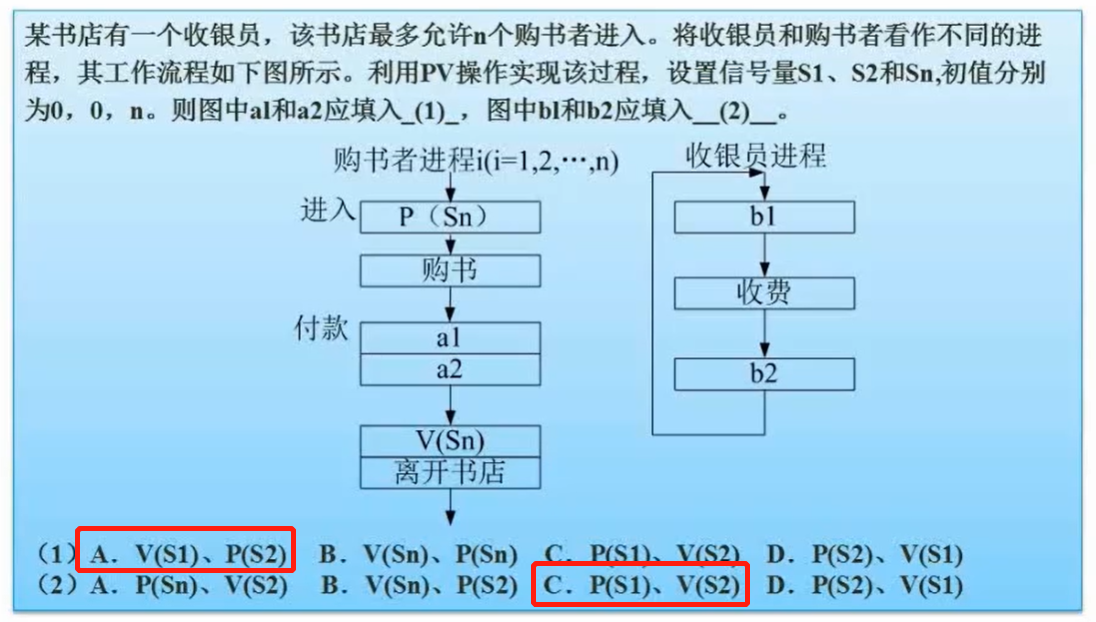 某书店有一个收银员，该书店最多允许n个购书者进入。将收银员和购书者看作不同的进
程，其工作流程如下图所示。利用PV操作实现该过程，设置信号量S1、S2和Sn,初值分别
为0，0，n。则图中a1和a2应填入_(1)_，图中b1和b2应填入__(2)__。
购书者进程i(i=1,2,…,n)
收银员进程
进入
P（Sn）
b1
购书
收费
付款
a1
a2
b2
V(Sn)
离开书店
（1）A．V(S1)、P(S2) B．V(Sn)、P(Sn) C．P(S1)、V(S2) D．P(S2)、V(S1)
（2）A．P(Sn)、V(S2) B．V(Sn)、P(S2) C．P(S1)、V(S2) D．P(S2)、V(S1)